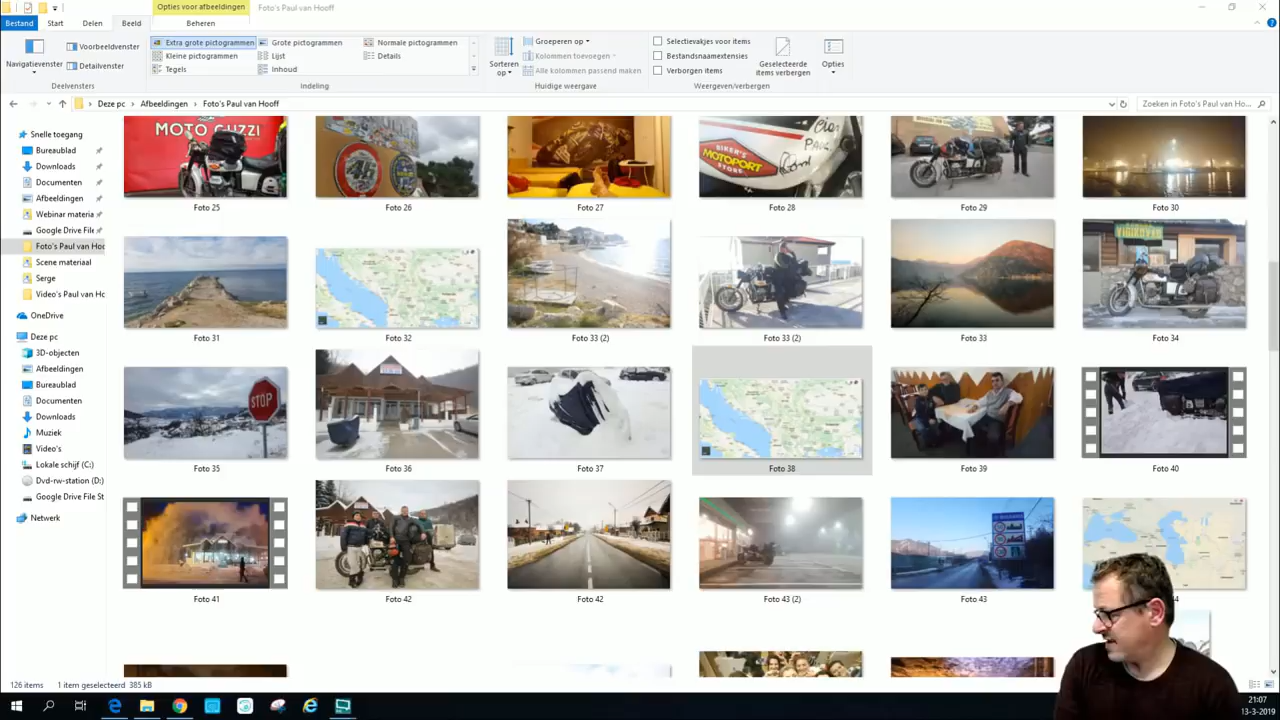 Opties voor afbeeldingen
Foto's Paul van Hooff
Bestand Start Delen Beeld Beheren
Navigatievenster
Voorbeeldvenster
Detailvenster
Deelvensters
Extra grote pictogrammen Grote pictogrammen Normale pictogrammen
Kleine pictogrammen Lijst Details
Tegels Inhoud
Indeling
Sorteren op
Groeperen op
Kolommen toevoegen
Alle kolommen passend maken
Huidige weergave
Selectievakjes voor items
Bestandsnaamextensies
Verborgen items
Geselecteerde items verbergen
Weergeven/verbergen
Opties
Deze pc Afbeeldingen Foto's Paul van Hooff
Zoeken in Foto's Paul van Ho...
Snelle toegang
Bureaublad
Downloads
Documenten
Afbeeldingen
Webinar materia
Google Drive File
Foto's Paul van Hoo
Scene materiaal
Serge
Video's Paul van Ho
OneDrive
Deze pc
3D-objecten
Afbeeldingen
Bureaublad
Documenten
Downloads
Muziek
Video's
Lokale schijf (C:)
Dvd-rw-station (D:)
Google Drive File St
Netwerk
MOTO GUZZI
BIKER'S
MOTOPORT
STORE
Foto 25 Foto 26 Foto 27 Foto 28 Foto 29 Foto 30
Foto 31 Foto 32 Foto 33 (2) Foto 33 (2) Foto 33 Foto 34
STOP
Foto 35 Foto 36 Foto 37 Foto 38 Foto 39 Foto 40
Foto 41 Foto 42 Foto 42 Foto 43 (2) Foto 43 44
126 items 1 item geselecteerd 385 kB
21:07
13-3-2019